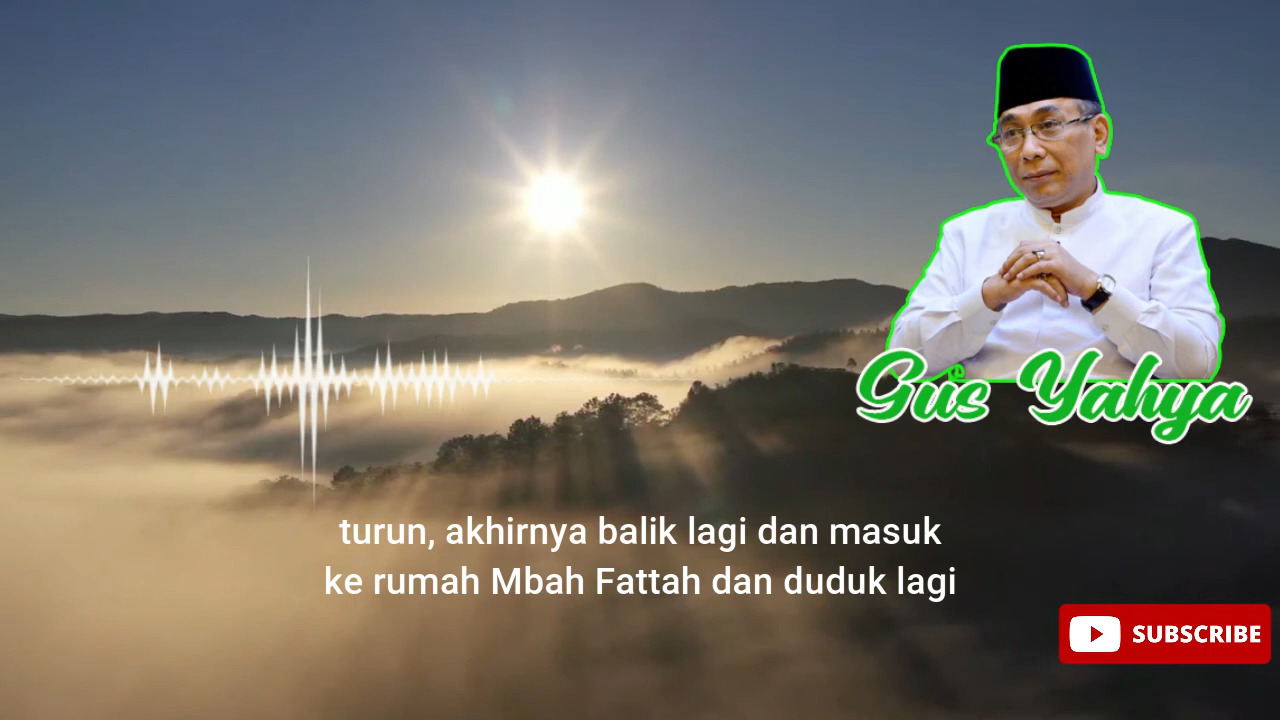 Gus Yahya
turun, akhirnya balik lagi dan masuk
ke rumah Mbah Fattah dan duduk lagi
SUBSCRIBE